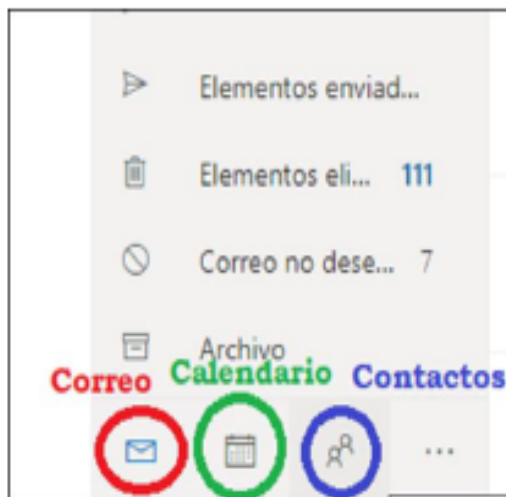 Elementos enviad...
Elementos eli... 111
Correo no dese... 7
Archivo
Correo Calendario Contactos
...